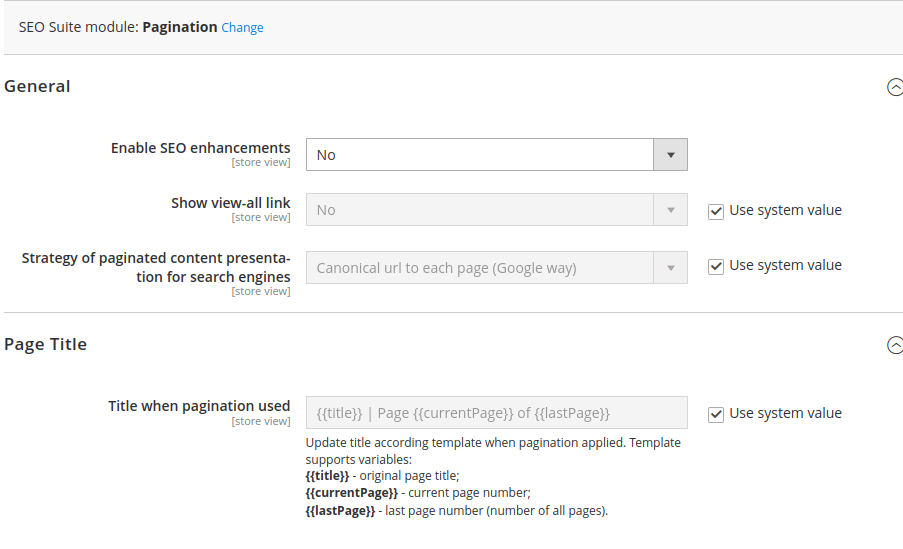 SEO Suite module: Pagination Change
General
Enable SEO enhancements
[store view]
No
Show view-all link
[store view]
No
Use system value
Strategy of paginated content presenta-
tion for search engines
[store view]
Canonical url to each page (Google way)
Use system value
Page Title
Title when pagination used
[store view]
{{title}} | Page {{currentPage}} of {{lastPage}}
Use system value
Update title according template when pagination applied. Template
supports variables:
{{title}} - original page title;
{{currentPage}} - current page number;
{{lastPage}} - last page number (number of all pages).